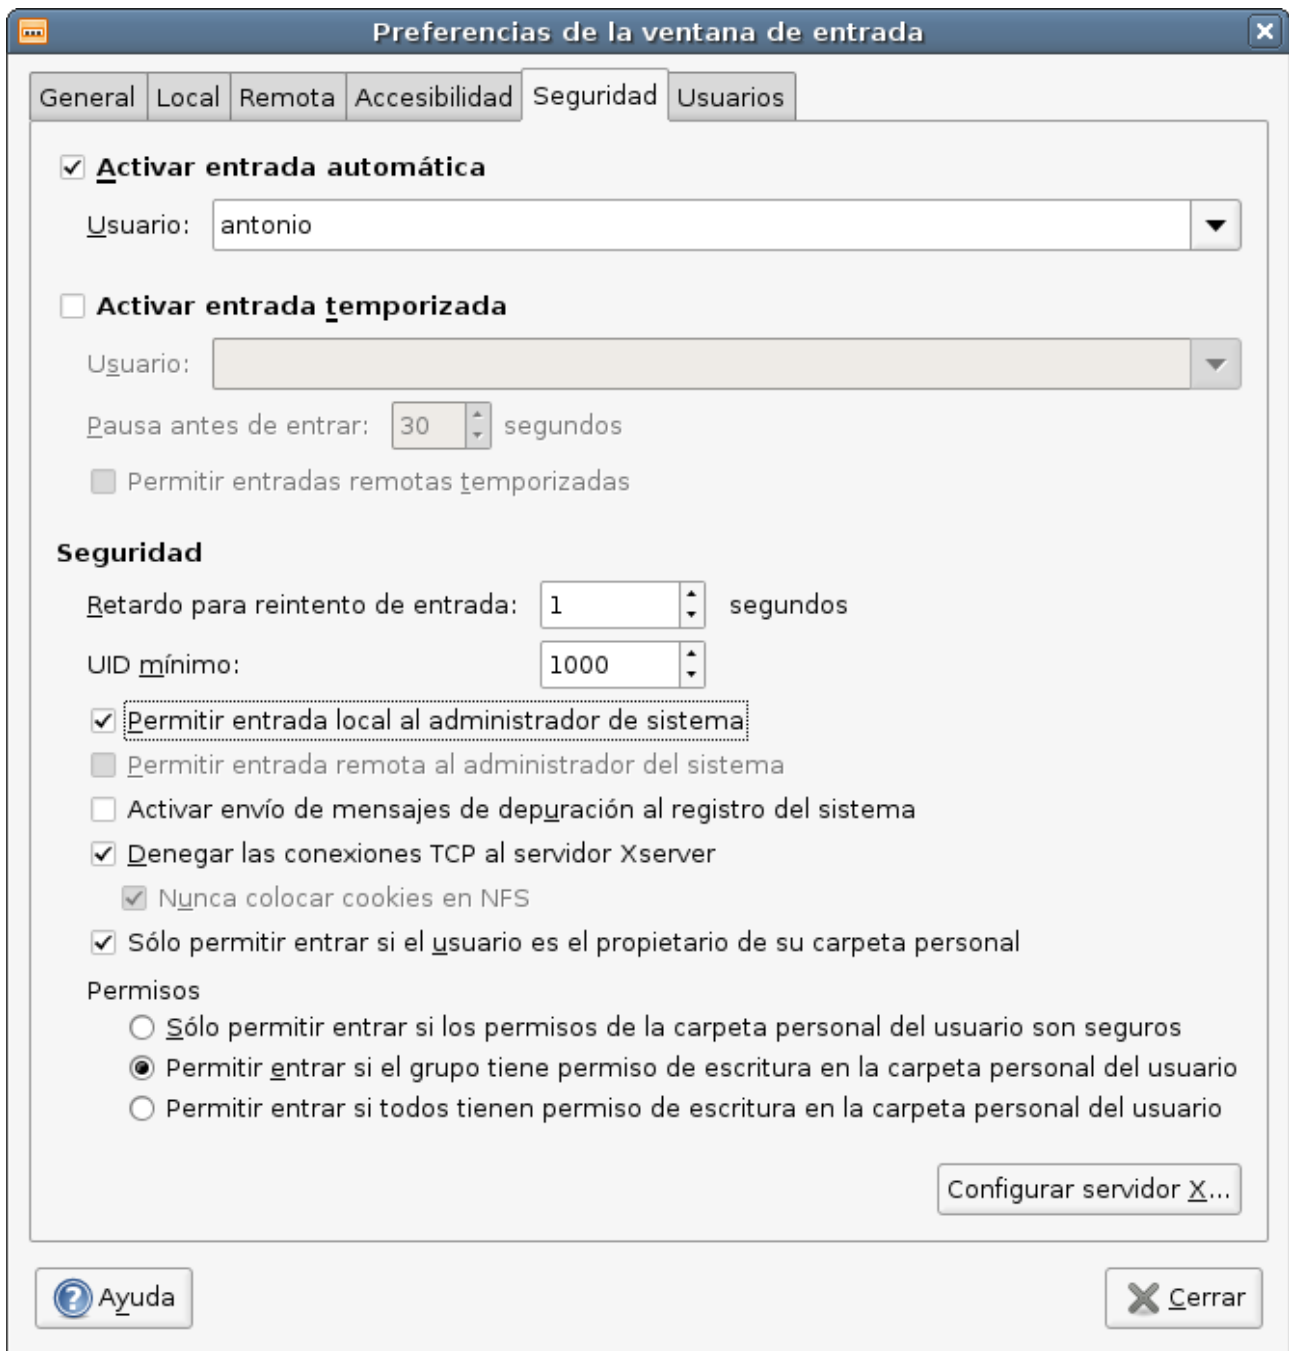 Preferencias de la ventana de entrada
General Local Remota Accesibilidad Seguridad Usuarios
Activar entrada automática
Usuario: antonio
Activar entrada temporizada
Usuario:
Pausa antes de entrar: 30 segundos
Permitir entradas remotas temporizadas
Seguridad
Retardo para reintento de entrada: 1 segundos
UID mínimo: 1000
Permitir entrada local al administrador de sistema
Permitir entrada remota al administrador del sistema
Activar envío de mensajes de depuración al registro del sistema
Denegar las conexiones TCP al servidor Xserver
Nunca colocar cookies en NFS
Sólo permitir entrar si el usuario es el propietario de su carpeta personal
Permisos
Sólo permitir entrar si los permisos de la carpeta personal del usuario son seguros
Permitir entrar si el grupo tiene permiso de escritura en la carpeta personal del usuario
Permitir entrar si todos tienen permiso de escritura en la carpeta personal del usuario
Configurar servidor X...
Ayuda Cerrar